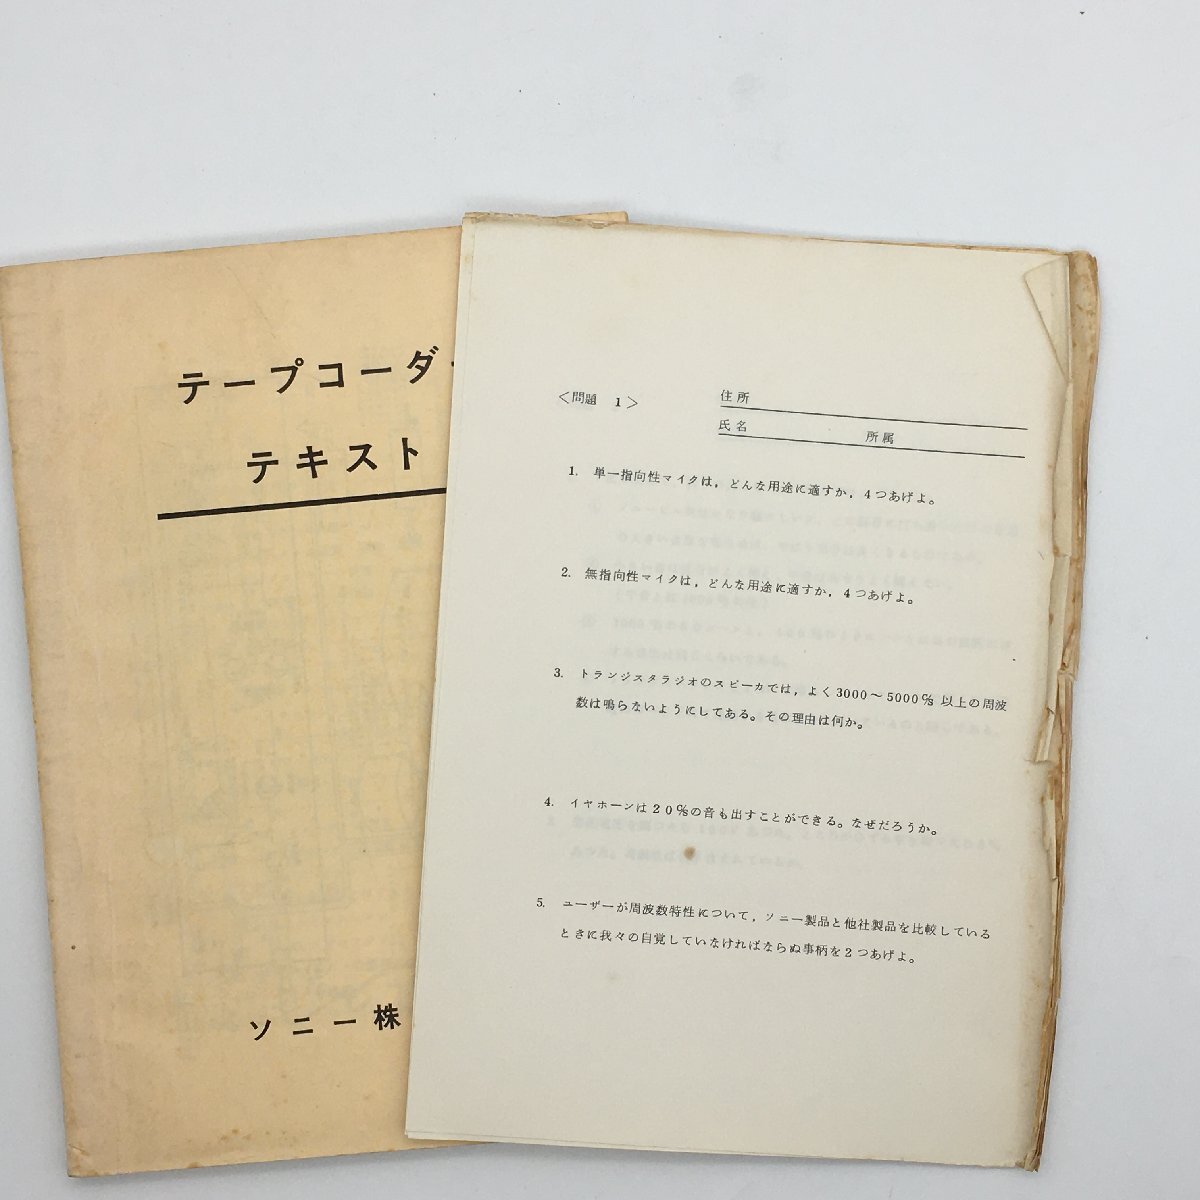 テープコーダ
テキスト
ソニー株
<問題 1>
住所
氏名 所属
1. 単一指向性マイクは，どんな用途に適すか，4つあげよ。
2. 無指向性マイクは，どんな用途に適すか，4つあげよ。
3. トランジスタラジオのスピーカでは，よく3000～5000c/s 以上の周波
数は鳴らないようにしてある。その理由は何か。
4. イヤホーンは20c/sの音も出すことができる。なぜだろうか。
5. ユーザーが周波数特性について，ソニー製品と他社製品を比較している
ときに我々の自覚していなければならぬ事柄を2つあげよ。